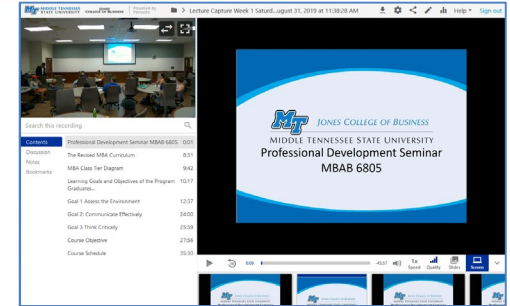 MIDDLE TENNESSEE
STATE UNIVERSITY
JONES
COLLEGE OF BUSINESS
Powered by
Panopto
> Lecture Capture Week 1 Saturd...ugust 31, 2019 at 11:38:28 AM
Help
Sign out
Search this recording
Contents
Discussion
Notes
Bookmarks
Professional Development Seminar MBAB 6805 0:01
The Revised MBA Curriculum 8:51
MBA Class Tier Diagram 9:42
Learning Goals and Objectives of the Program 10:17
Graduates...
Goal 1 Assess the Environment 12:37
Goal 2: Communicate Effectively 24:00
Goal 3 Think Critically 25:59
Course Objective 27:56
Course Schedule 35:30
MT JONES COLLEGE OF BUSINESS
MIDDLE TENNESSEE STATE UNIVERSITY
Professional Development Seminar
MBAB 6805
1x
Speed
Quality
Slides
Screen